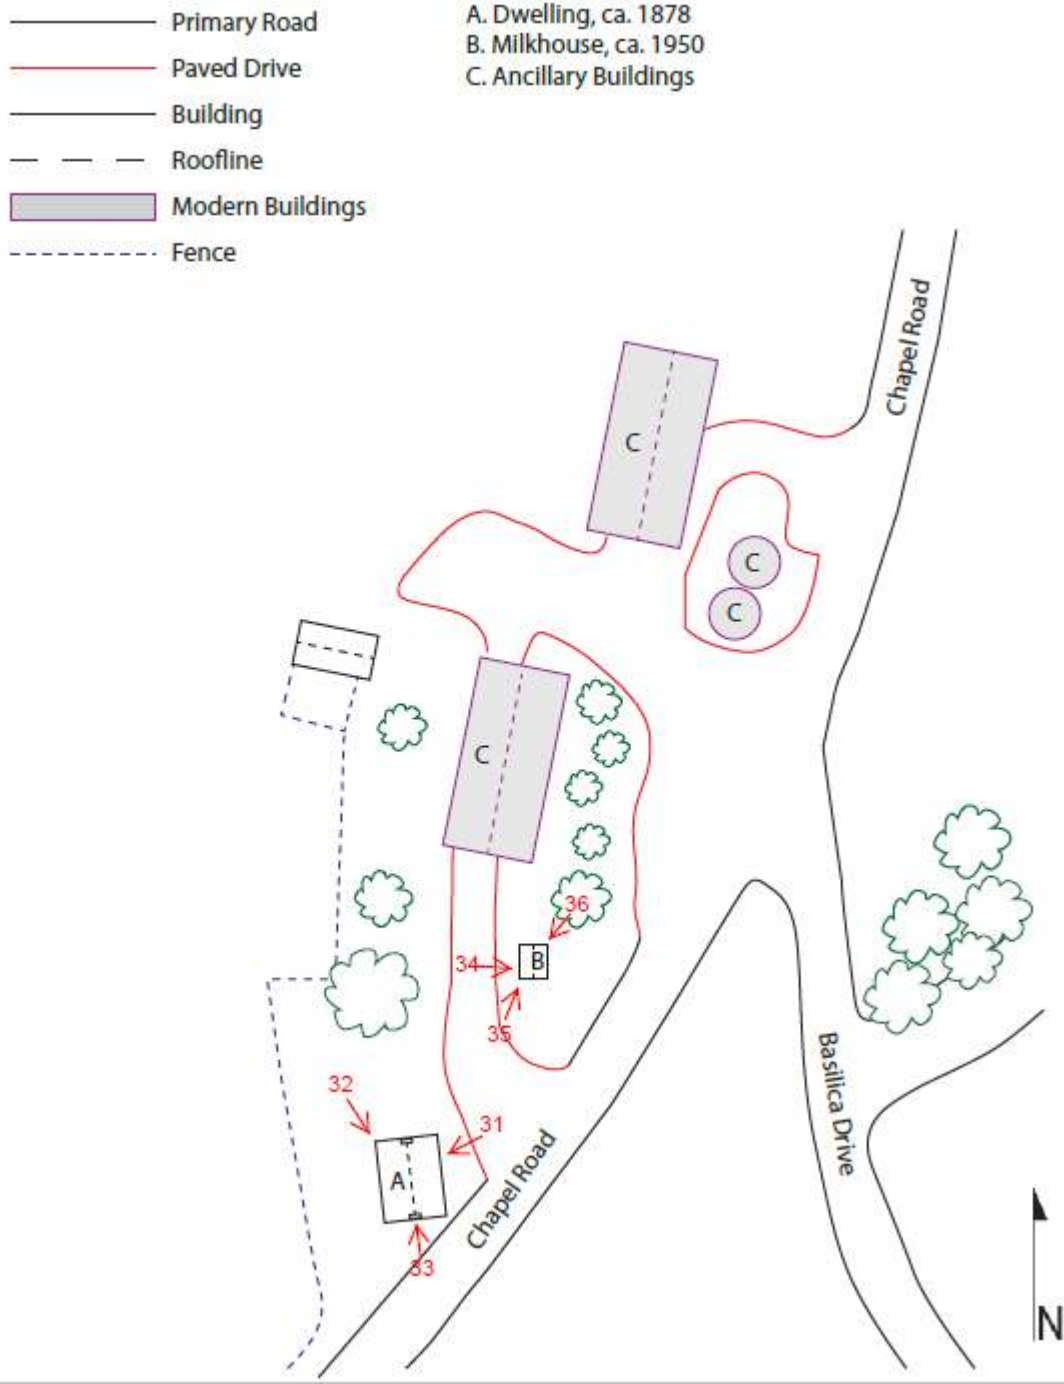 Primary Road
Paved Drive
Building
Roofline
Modern Buildings
Fence
A. Dwelling, ca. 1878
B. Milkhouse, ca. 1950
C. Ancillary Buildings
Chapel Road
C
C
C
C
36
34
B
35
32
31
A
33
Chapel Road
Basilica Drive
N